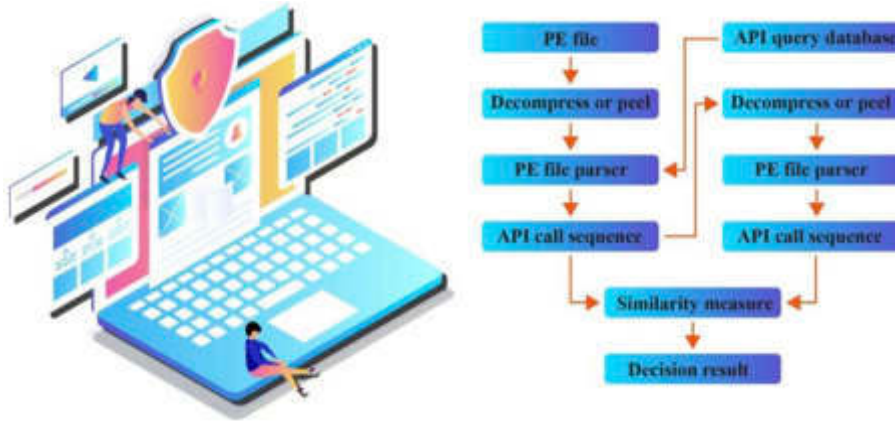 PE file
API query database
Decompress or peel
Decompress or peel
PE file parser
PE file parser
API call sequence
API call sequence
Similarity measure
Decision result